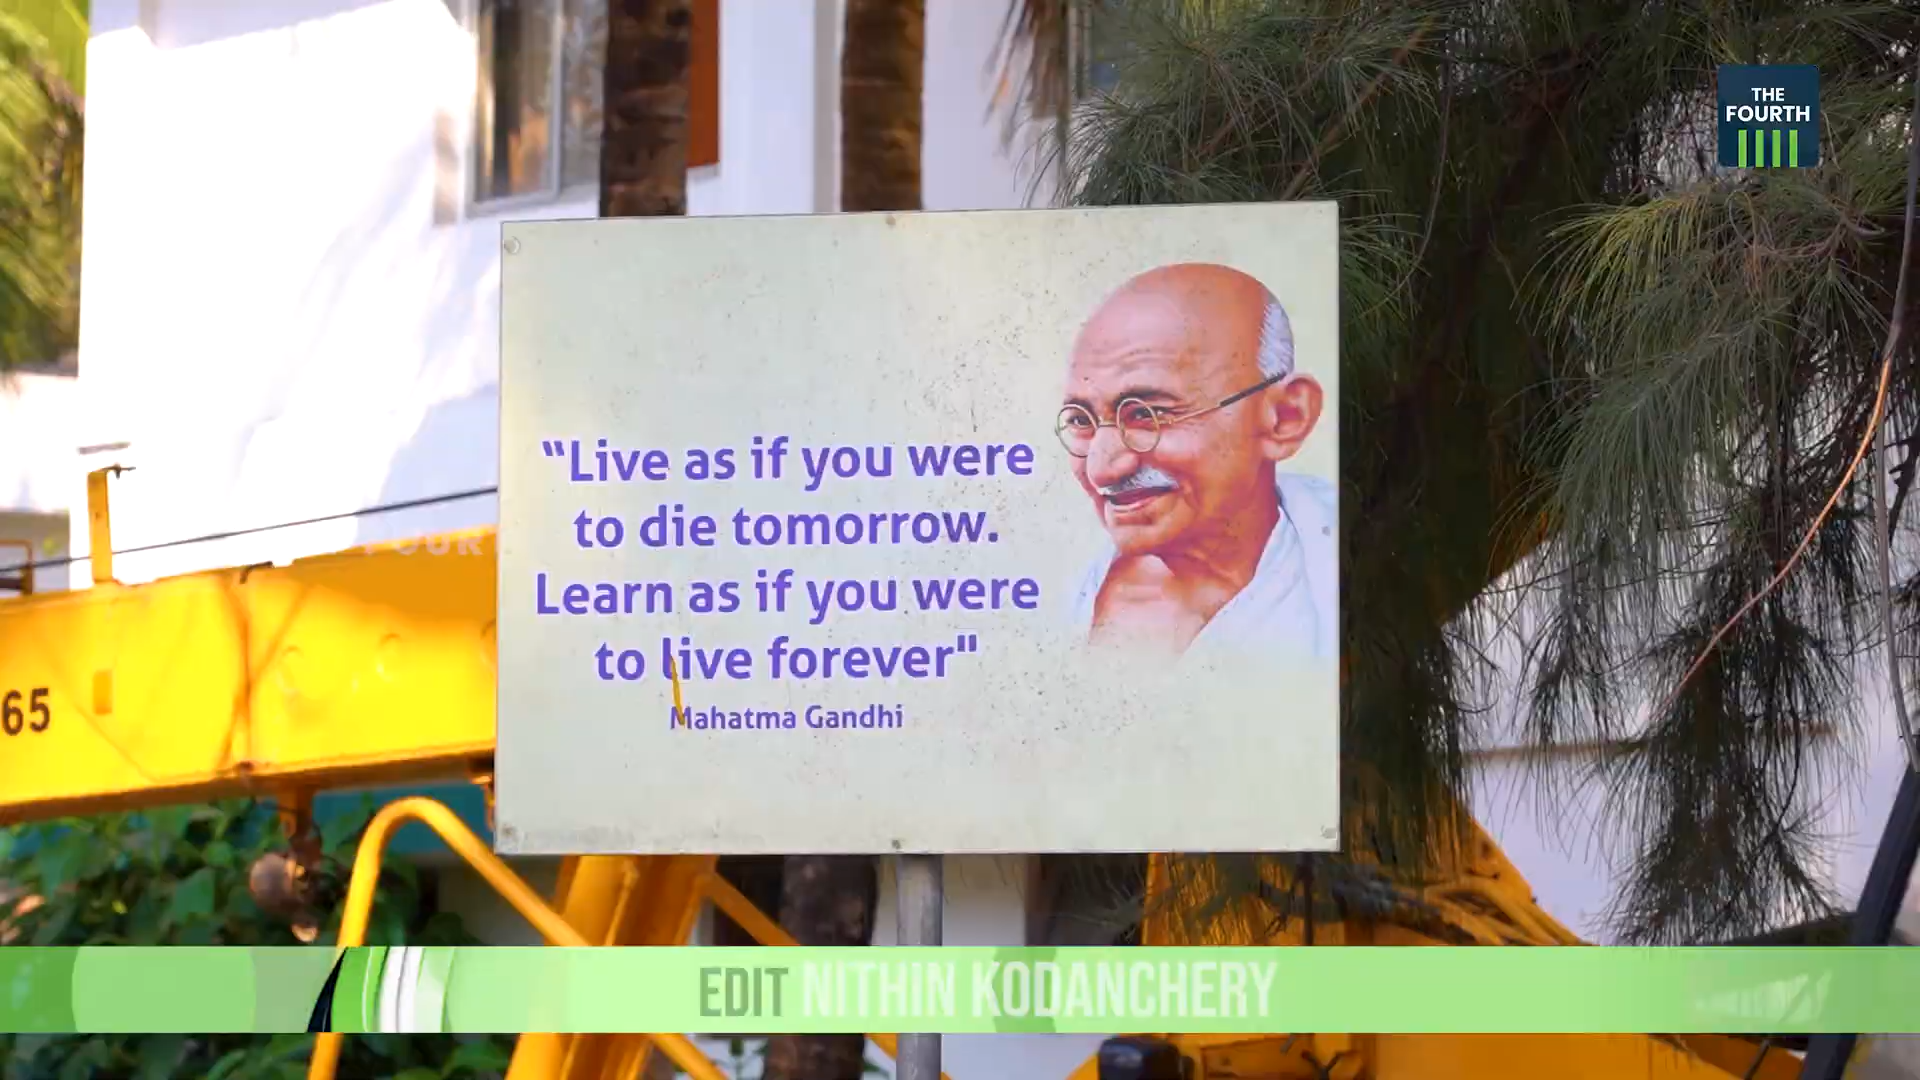 THE
FOURTH
“Live as if you were
to die tomorrow.
Learn as if you were
to live forever"
Mahatma Gandhi
65
EDIT NITHIN KODANCHERY